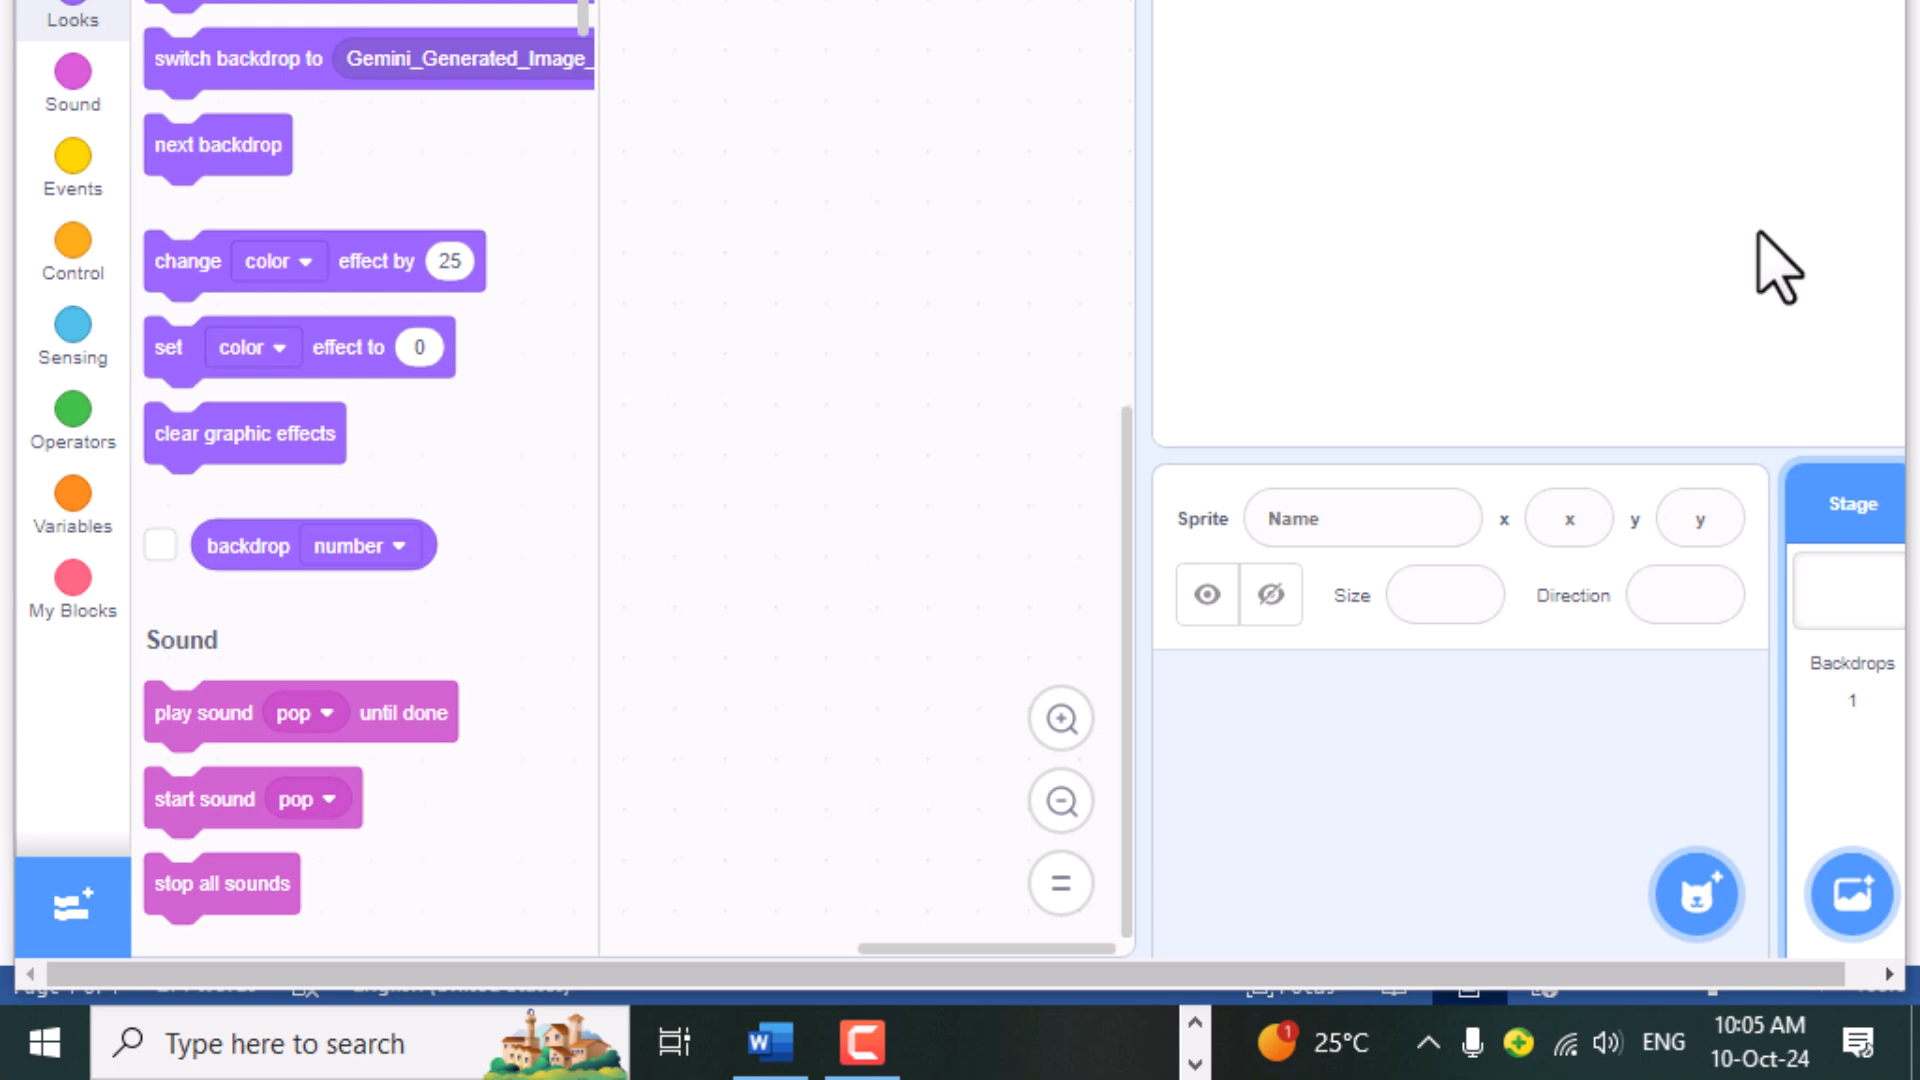 Looks
switch backdrop to Gemini_Generated_Image_
Sound
next backdrop
Events
change color effect by 25
Control
set color effect to 0
Sensing
clear graphic effects
Operators
Variables
backdrop number
My Blocks
Sound
play sound pop until done
start sound pop
stop all sounds
Sprite Name x x y y
Size Direction
Stage
Backdrops
1
Type here to search
1
25°C
ENG
10:05 AM
10-Oct-24